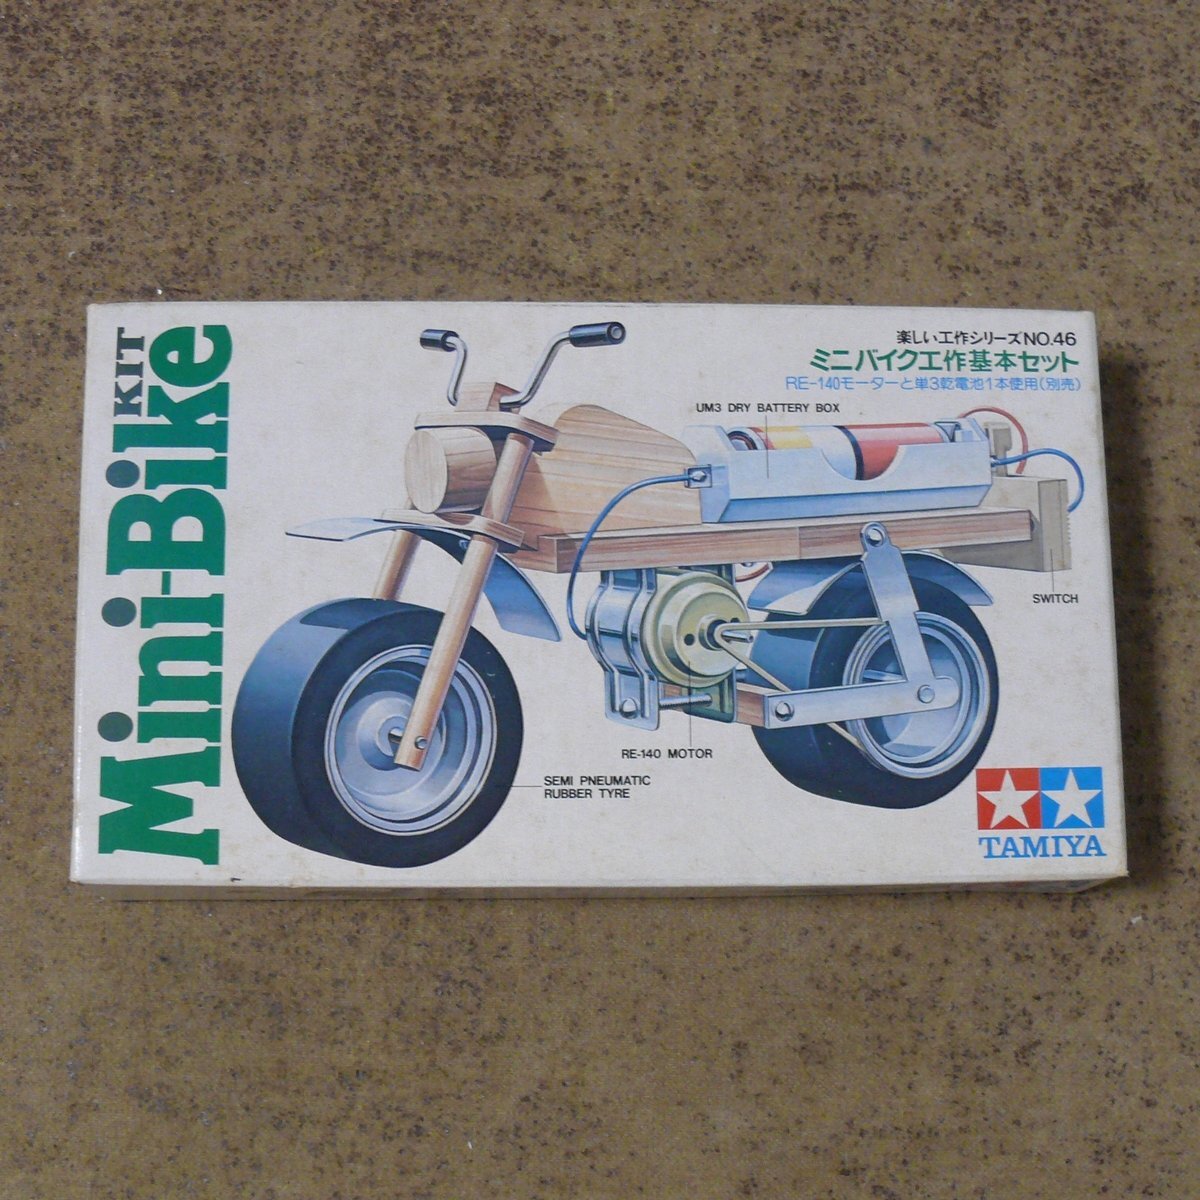 Mini-Bike KIT
楽しい工作シリーズNO.46
ミニバイク工作基本セット
RE-140モーターと単3乾電池1本使用(別売)
UM3 DRY BATTERY BOX
SWITCH
RE-140 MOTOR
SEMI PNEUMATIC
RUBBER TYRE
TAMIYA